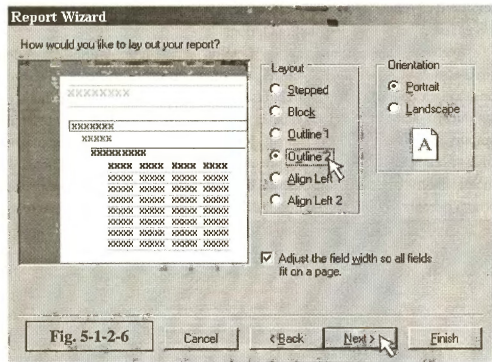 Report Wizard
How would you like to lay out your report?
XXXXXXXX
XXXXXXX
XXXXX
XXXXXXXXX
XXXX XXXX XXXX XXXX
XXXXX XXXXX XXXXX XXXXX
XXXXX XXXXX XXXXX XXXXX
XXXXX XXXXX XXXXX XXXXX
XXXXX XXXXX XXXXX XXXXX
XXXXX XXXXX XXXXX XXXXX
XXXXX XXXXX XXXXX XXXXX
XXXXX XXXXX XXXXX XXXXX
Layout
Stepped
Block
Outline 1
Outline 2
Align Left
Align Left 2
Orientation
Portrait
Landscape
A
Adjust the field width so all fields
fit on a page.
Fig. 5-1-2-6
Cancel
< Back
Next >
Finish